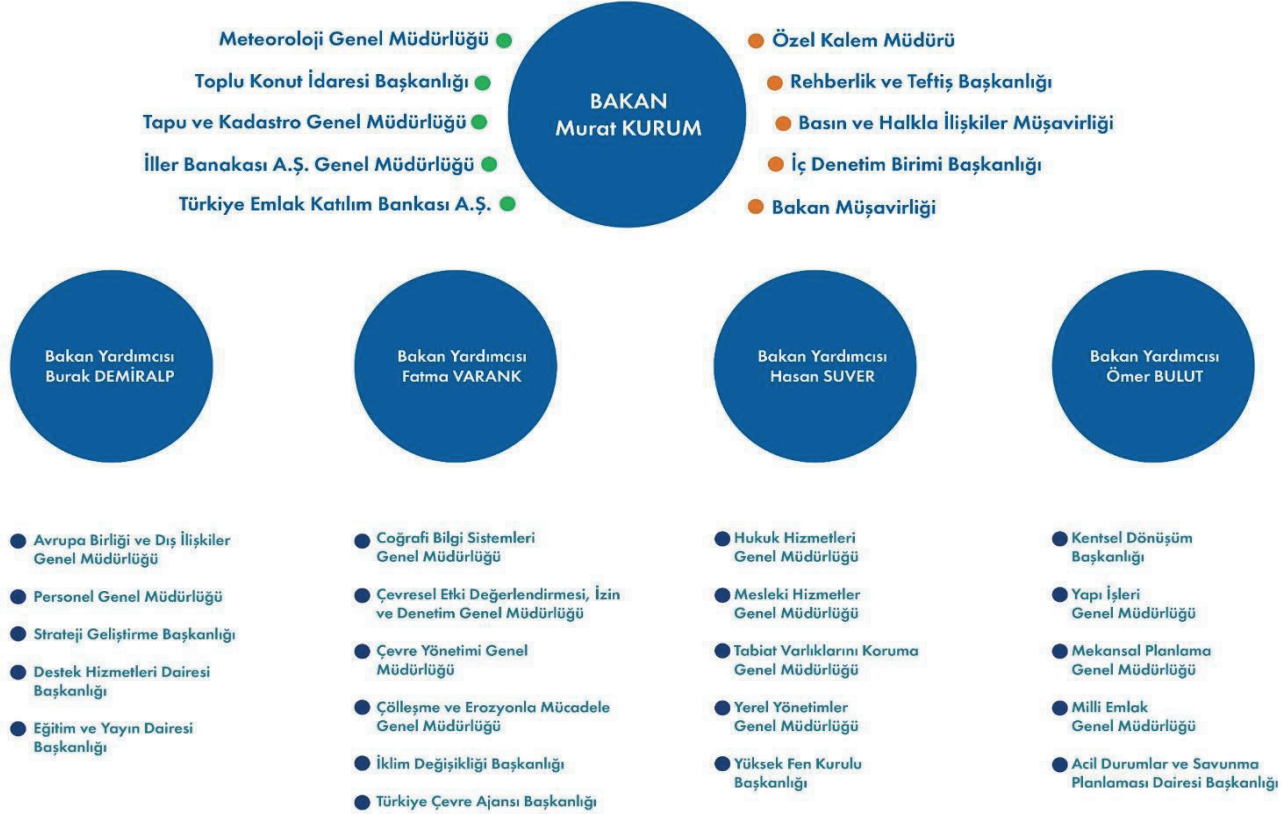 Meteoroloji Genel Müdürlüğü
Toplu Konut İdaresi Başkanlığı
Tapu ve Kadastro Genel Müdürlüğü
İller Banakası A.Ş. Genel Müdürlüğü
Türkiye Emlak Katılım Bankası A.Ş.
BAKAN
Murat KURUM
Özel Kalem Müdürü
Rehberlik ve Teftiş Başkanlığı
Basın ve Halkla İlişkiler Müşavirliği
İç Denetim Birimi Başkanlığı
Bakan Müşavirliği
Bakan Yardımcısı
Burak DEMİRALP
Avrupa Birliği ve Dış İlişkiler
Genel Müdürlüğü
Personel Genel Müdürlüğü
Strateji Geliştirme Başkanlığı
Destek Hizmetleri Dairesi
Başkanlığı
Eğitim ve Yayın Dairesi
Başkanlığı
Bakan Yardımcısı
Fatma VARANK
Coğrafi Bilgi Sistemleri
Genel Müdürlüğü
Çevresel Etki Değerlendirmesi, İzin
ve Denetim Genel Müdürlüğü
Çevre Yönetimi Genel
Müdürlüğü
Çölleşme ve Erozyonla Mücadele
Genel Müdürlüğü
İklim Değişikliği Başkanlığı
Türkiye Çevre Ajansı Başkanlığı
Bakan Yardımcısı
Hasan SUVER
Hukuk Hizmetleri
Genel Müdürlüğü
Mesleki Hizmetler
Genel Müdürlüğü
Tabiat Varlıklarını Koruma
Genel Müdürlüğü
Yerel Yönetimler
Genel Müdürlüğü
Yüksek Fen Kurulu
Başkanlığı
Bakan Yardımcısı
Ömer BULUT
Kentsel Dönüşüm
Başkanlığı
Yapı İşleri
Genel Müdürlüğü
Mekansal Planlama
Genel Müdürlüğü
Milli Emlak
Genel Müdürlüğü
Acil Durumlar ve Savunma
Planlaması Dairesi Başkanlığı